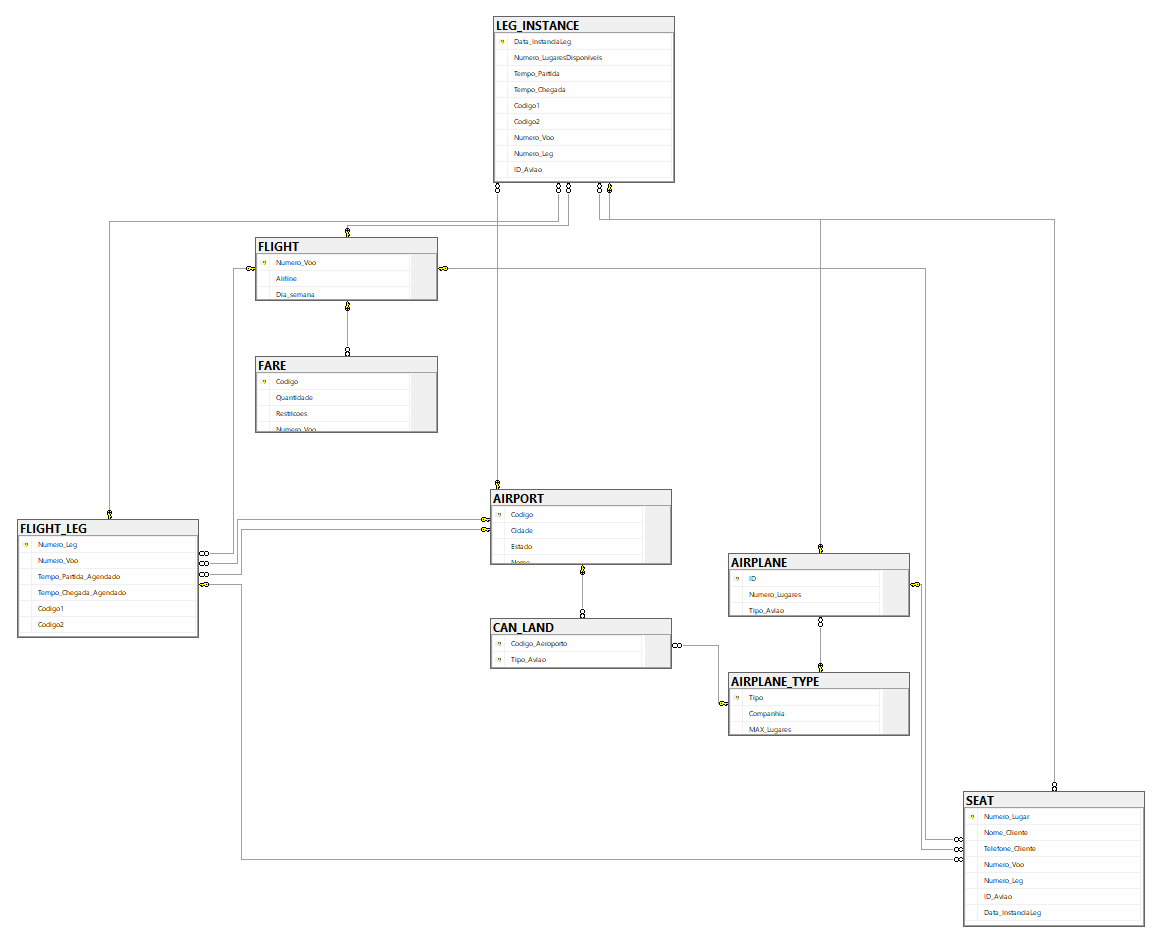 LEG_INSTANCE
Data_InstanciaLeg
Numero_LugaresDisponiveis
Tempo_Partida
Tempo_Chegada
Codigo1
Codigo2
Numero_Voo
Numero_Leg
ID_Aviao
FLIGHT
Numero_Voo
Airline
Dia_semana
FARE
Codigo
Quantidade
Restricoes
Numero_Voo
AIRPORT
Codigo
Cidade
Estado
Nome
FLIGHT_LEG
Numero_Leg
Numero_Voo
Tempo_Partida_Agendado
Tempo_Chegada_Agendado
Codigo1
Codigo2
AIRPLANE
ID
Numero_Lugares
Tipo_Aviao
CAN_LAND
Codigo_Aeroporto
Tipo_Aviao
AIRPLANE_TYPE
Tipo
Companhia
MAX_Lugares
SEAT
Numero_Lugar
Nome_Cliente
Telefone_Cliente
Numero_Voo
Numero_Leg
ID_Aviao
Data_InstanciaLeg